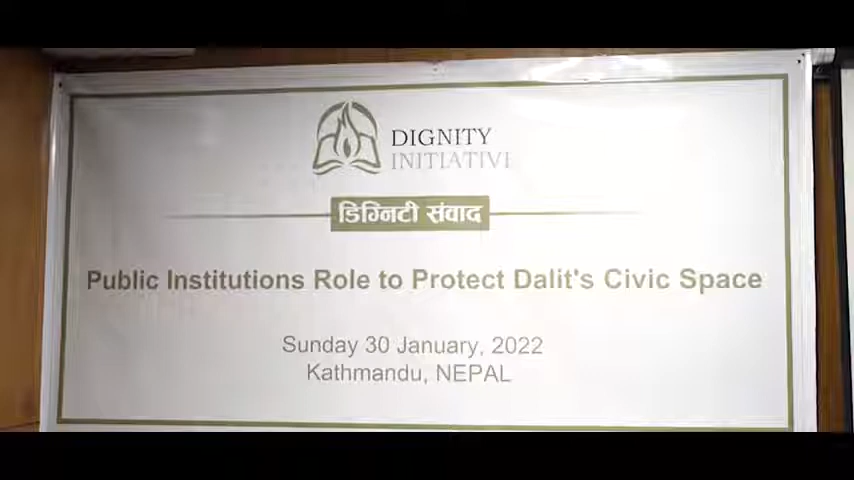 DIGNITY
INITIATIVE
डिग्निटी संवाद
Public Institutions Role to Protect Dalit's Civic Space
Sunday 30 January, 2022
Kathmandu, NEPAL